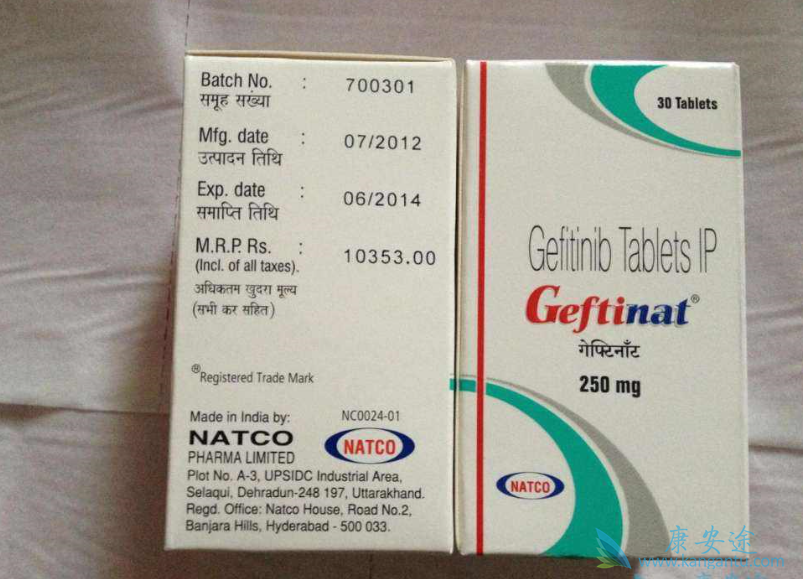 Batch No. : 700301
समूह संख्या
Mfg. date : 07/2012
उत्पादन तिथि
Exp. date : 06/2014
समाप्ति तिथि
M.R.P. Rs. : 10353.00
(Incl. of all taxes).
अधिकतम खुदरा मूल्य
(सभी कर सहित)
®Registered Trade Mark
Made in India by: NC0024-01
NATCO
PHARMA LIMITED
NATCO
Plot No. A-3, UPSIDC Industrial Area,
Selaqui, Dehradun-248 197, Uttarakhand.
Regd. Office: Natco House, Road No.2,
Banjara Hills, Hyderabad - 500 033.
30 Tablets
Gefitinib Tablets IP
Geftinat®
गेफ्टिनॉट
250 mg
NATCO
康安途
www.kangantu.com